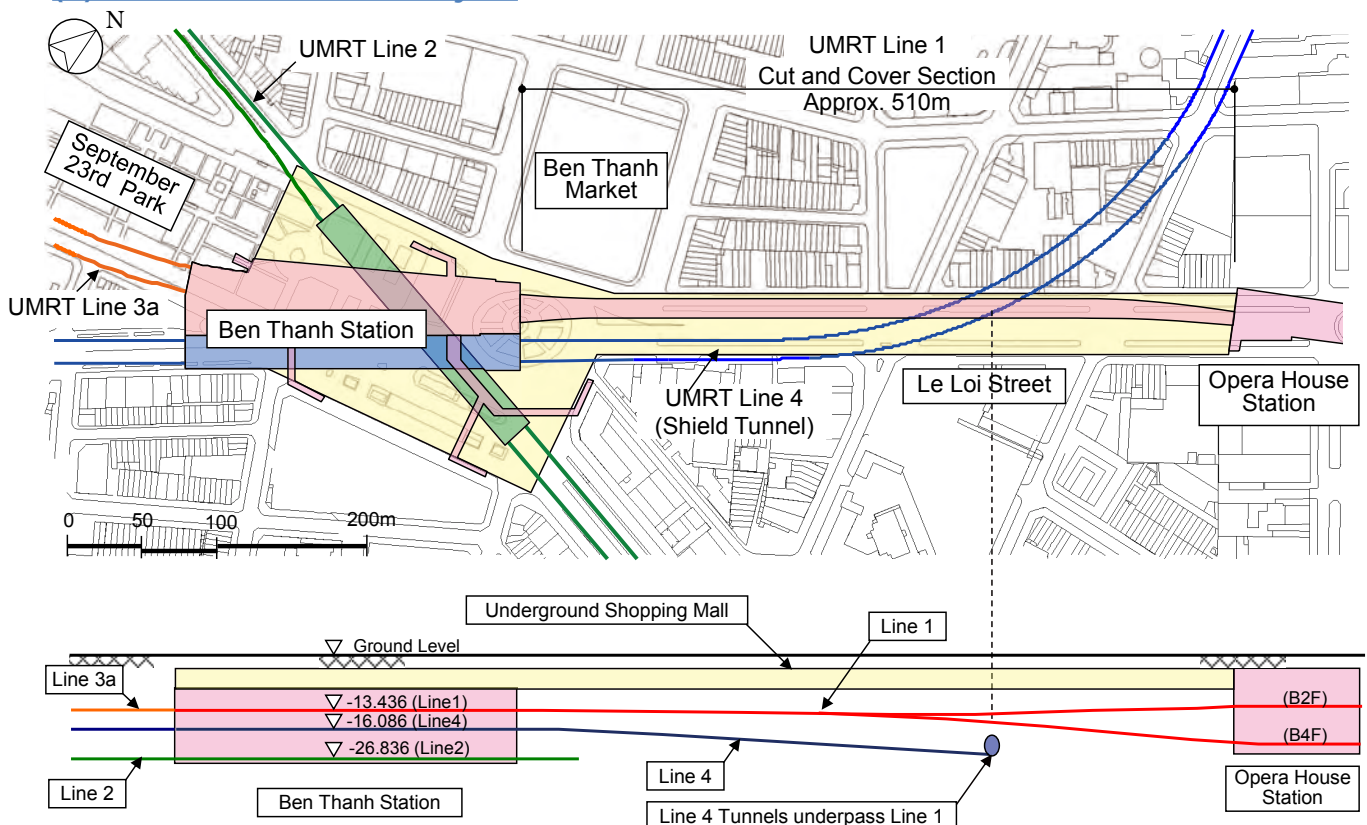 N
UMRT Line 2
UMRT Line 1
Cut and Cover Section
Approx. 510m
September
23rd Park
Ben Thanh
Market
UMRT Line 3a
Ben Thanh Station
UMRT Line 4
(Shield Tunnel)
Le Loi Street
Opera House
Station
0 50 100 200m
Underground Shopping Mall
Line 1
Ground Level
Line 3a
-13.436 (Line1)
-16.086 (Line4)
-26.836 (Line2)
(B2F)
(B4F)
Line 2
Ben Thanh Station
Line 4
Line 4 Tunnels underpass Line 1
Opera House
Station